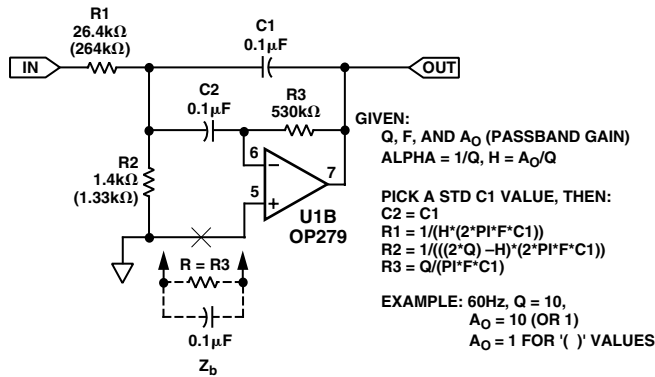 R1
26.4kΩ
(264kΩ)
C1
0.1μF
IN
OUT
C2
0.1μF
R3
530kΩ
R2
1.4kΩ
(1.33kΩ)
6
7
5
U1B
OP279
R = R3
0.1μF
Zb
GIVEN:
Q, F, AND AO (PASSBAND GAIN)
ALPHA = 1/Q, H = AO/Q
PICK A STD C1 VALUE, THEN:
C2 = C1
R1 = 1/(H*(2*PI*F*C1))
R2 = 1/(((2*Q) –H)*(2*PI*F*C1))
R3 = Q/(PI*F*C1)
EXAMPLE: 60Hz, Q = 10,
AO = 10 (OR 1)
AO = 1 FOR '( )' VALUES